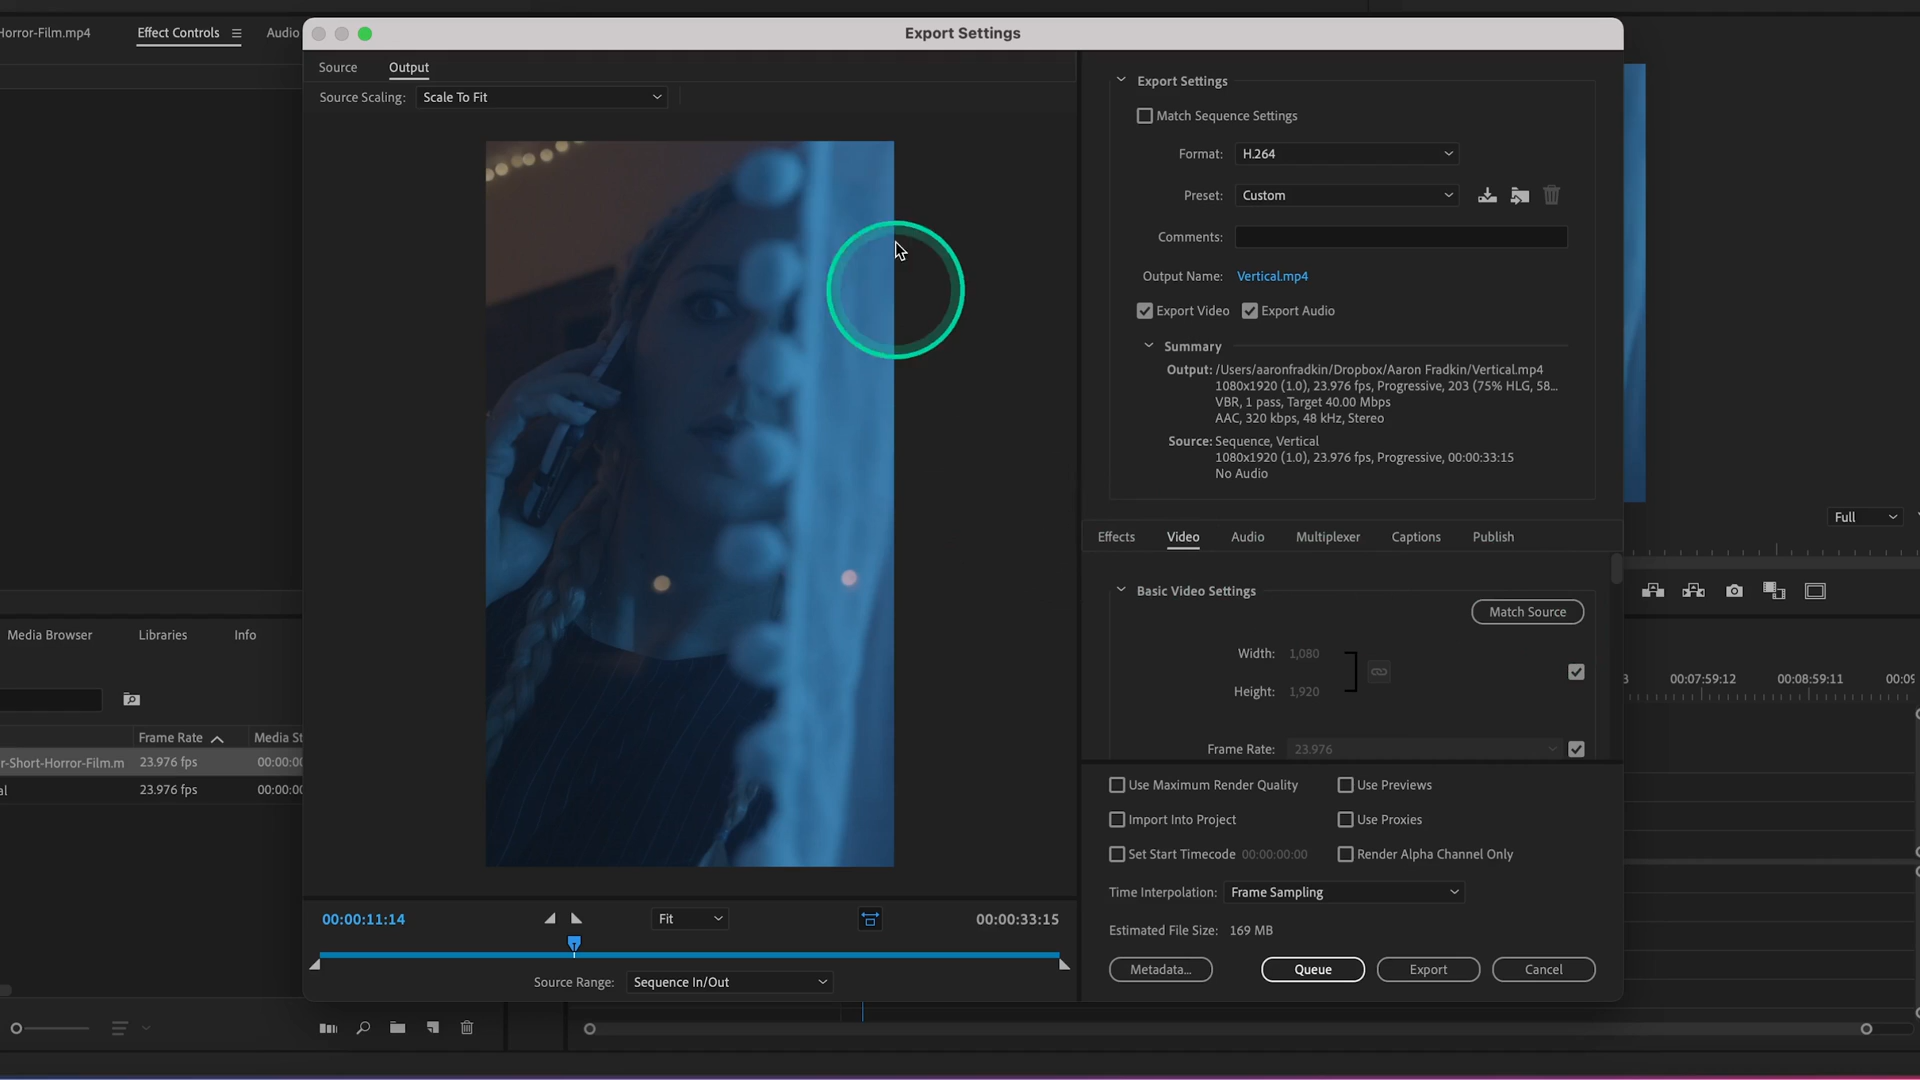 Horror-Film.mp4
Effect Controls
Audio
Export Settings
Source
Output
Source Scaling:
Scale To Fit
Export Settings
Match Sequence Settings
Format:
H.264
Preset:
Custom
Comments:
Output Name:
Vertical.mp4
Export Video
Export Audio
Summary
Output: /Users/aaronfradkin/Dropbox/Aaron Fradkin/Vertical.mp4
1080x1920 (1.0), 23.976 fps, Progressive, 203 (75% HLG, 58...
VBR, 1 pass, Target 40.00 Mbps
AAC, 320 kbps, 48 kHz, Stereo
Source: Sequence, Vertical
1080x1920 (1.0), 23.976 fps, Progressive, 00:00:33:15
No Audio
Full
Effects
Video
Audio
Multiplexer
Captions
Publish
Basic Video Settings
Match Source
Width:
1,080
Height:
1,920
Frame Rate:
23.976
Media Browser
Libraries
Info
3
00:07:59:12
00:08:59:11
00:09
Frame Rate
Media St
r-Short-Horror-Film.m
23.976 fps
00:00:00
al
23.976 fps
00:00:00
Use Maximum Render Quality
Use Previews
Import Into Project
Use Proxies
Set Start Timecode
00:00:00:00
Render Alpha Channel Only
Time Interpolation:
Frame Sampling
Estimated File Size:
169 MB
Metadata...
Queue
Export
Cancel
00:00:11:14
Fit
00:00:33:15
Source Range:
Sequence In/Out